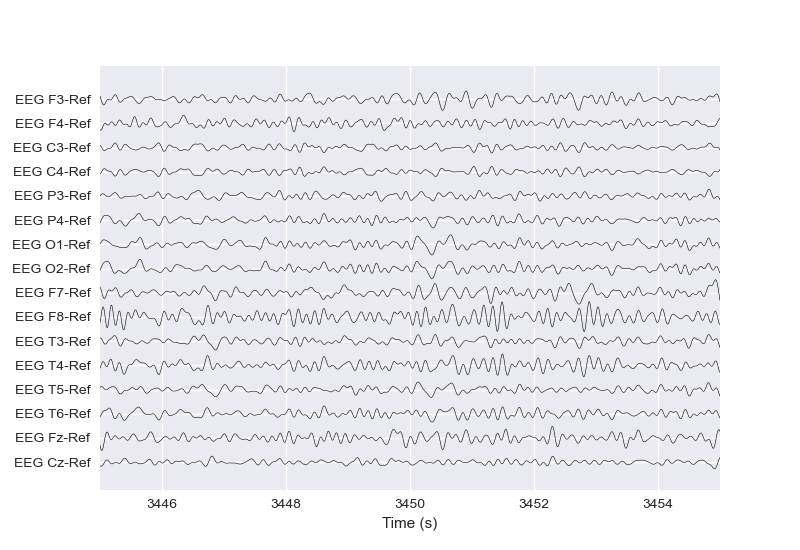 EEG F3-Ref
EEG F4-Ref
EEG C3-Ref
EEG C4-Ref
EEG P3-Ref
EEG P4-Ref
EEG O1-Ref
EEG O2-Ref
EEG F7-Ref
EEG F8-Ref
EEG T3-Ref
EEG T4-Ref
EEG T5-Ref
EEG T6-Ref
EEG Fz-Ref
EEG Cz-Ref
3446 3448 3450 3452 3454
Time (s)